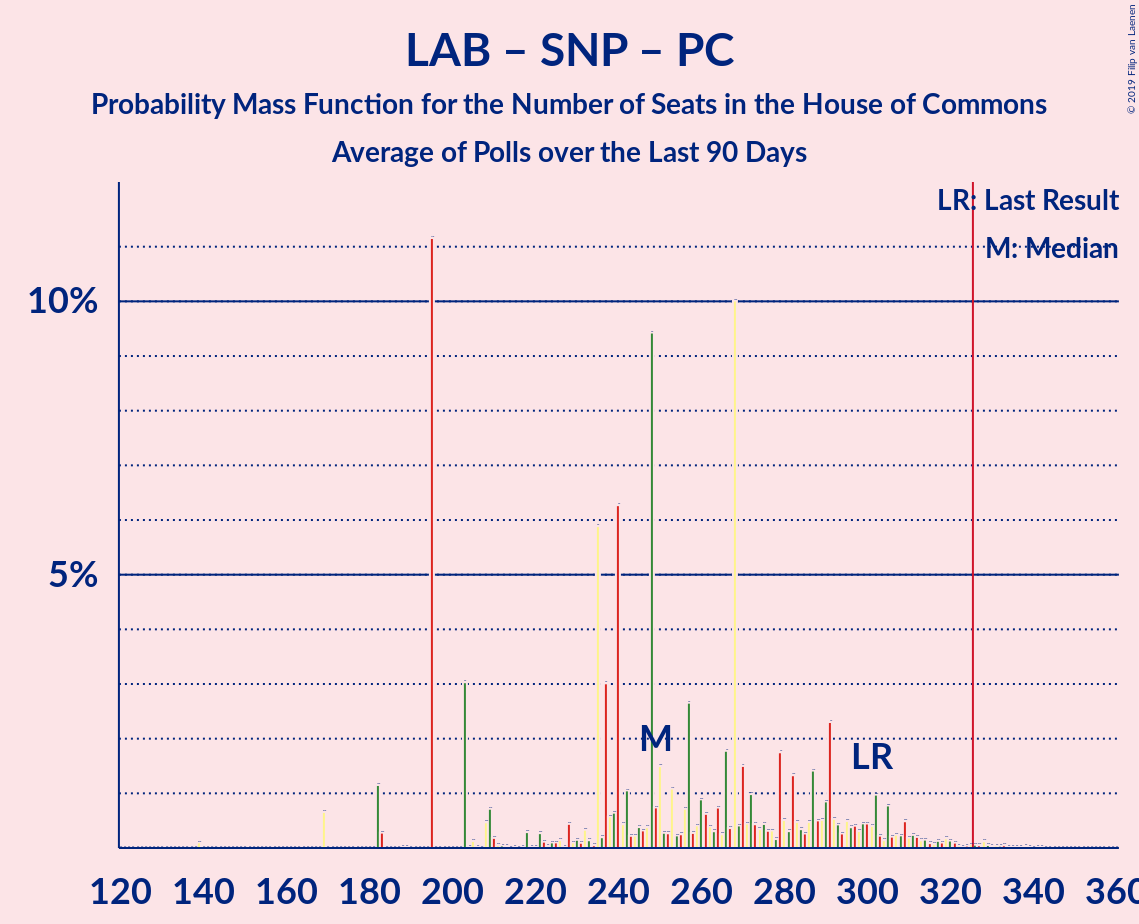 LAB – SNP – PC
Probability Mass Function for the Number of Seats in the House of Commons
Average of Polls over the Last 90 Days
© 2019 Filip van Laenen
LR: Last Result
M: Median
10%
5%
M
LR
120 140 160 180 200 220 240 260 280 300 320 340 360